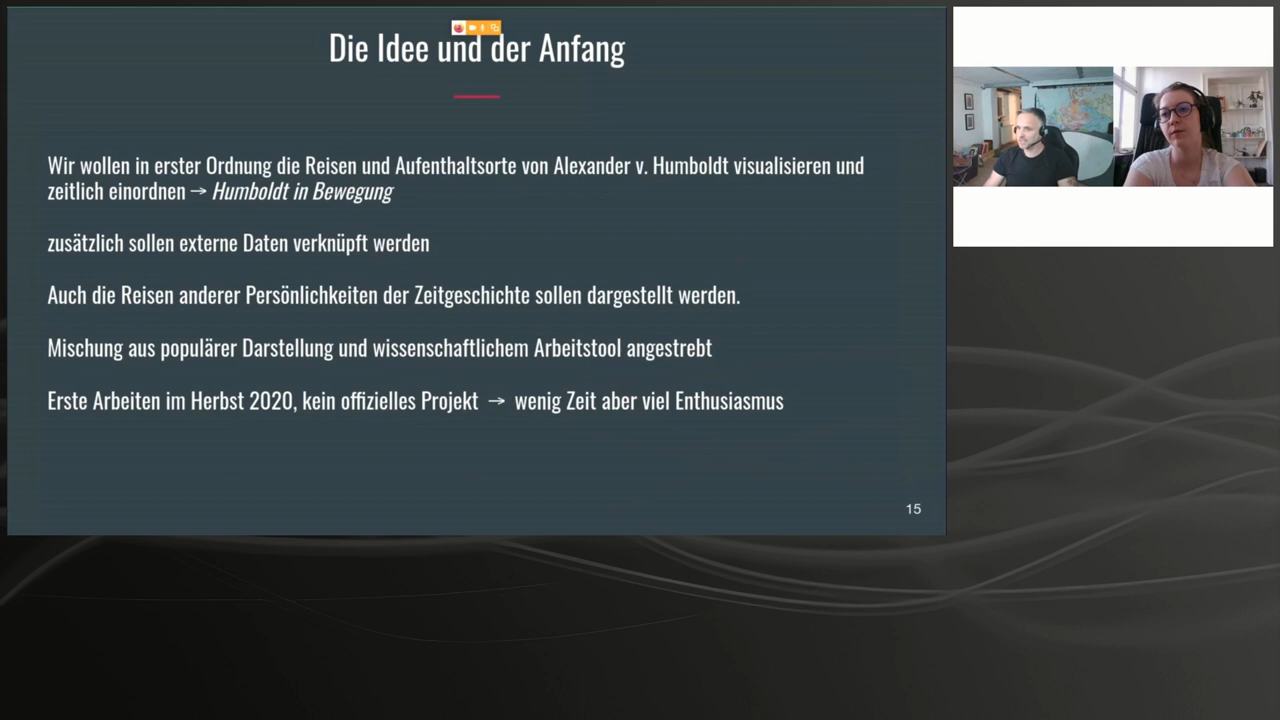 Die Idee und der Anfang
Wir wollen in erster Ordnung die Reisen und Aufenthaltsorte von Alexander v. Humboldt visualisieren und
zeitlich einordnen → Humboldt in Bewegung
zusätzlich sollen externe Daten verknüpft werden
Auch die Reisen anderer Persönlichkeiten der Zeitgeschichte sollen dargestellt werden.
Mischung aus populärer Darstellung und wissenschaftlichem Arbeitstool angestrebt
Erste Arbeiten im Herbst 2020, kein offizielles Projekt → wenig Zeit aber viel Enthusiasmus
15